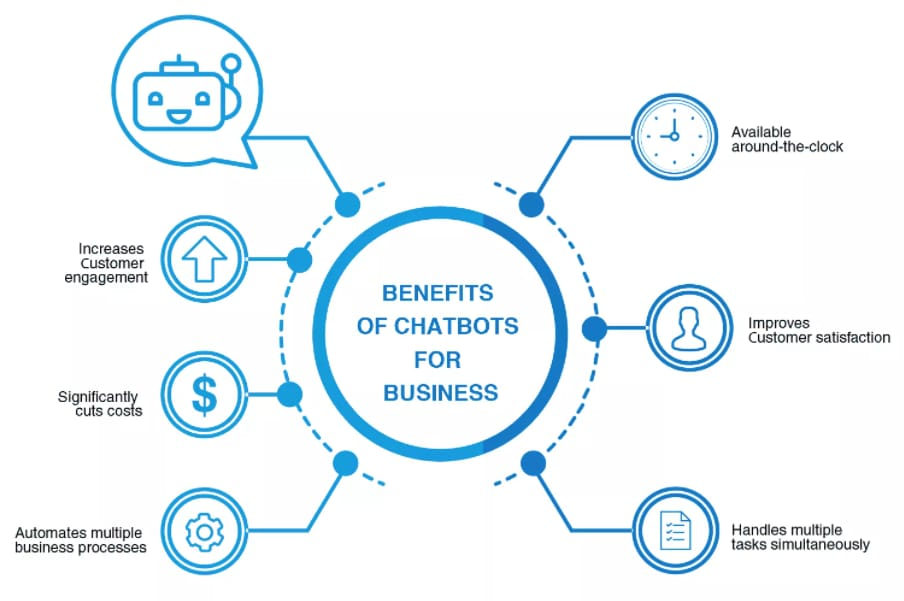 BENEFITS
OF CHATBOTS
FOR
BUSINESS
Increases
Customer
engagement
Significantly
cuts costs
$
Automates multiple
business processes
Available
around-the-clock
Improves
Customer satisfaction
Handles multiple
tasks simultaneously